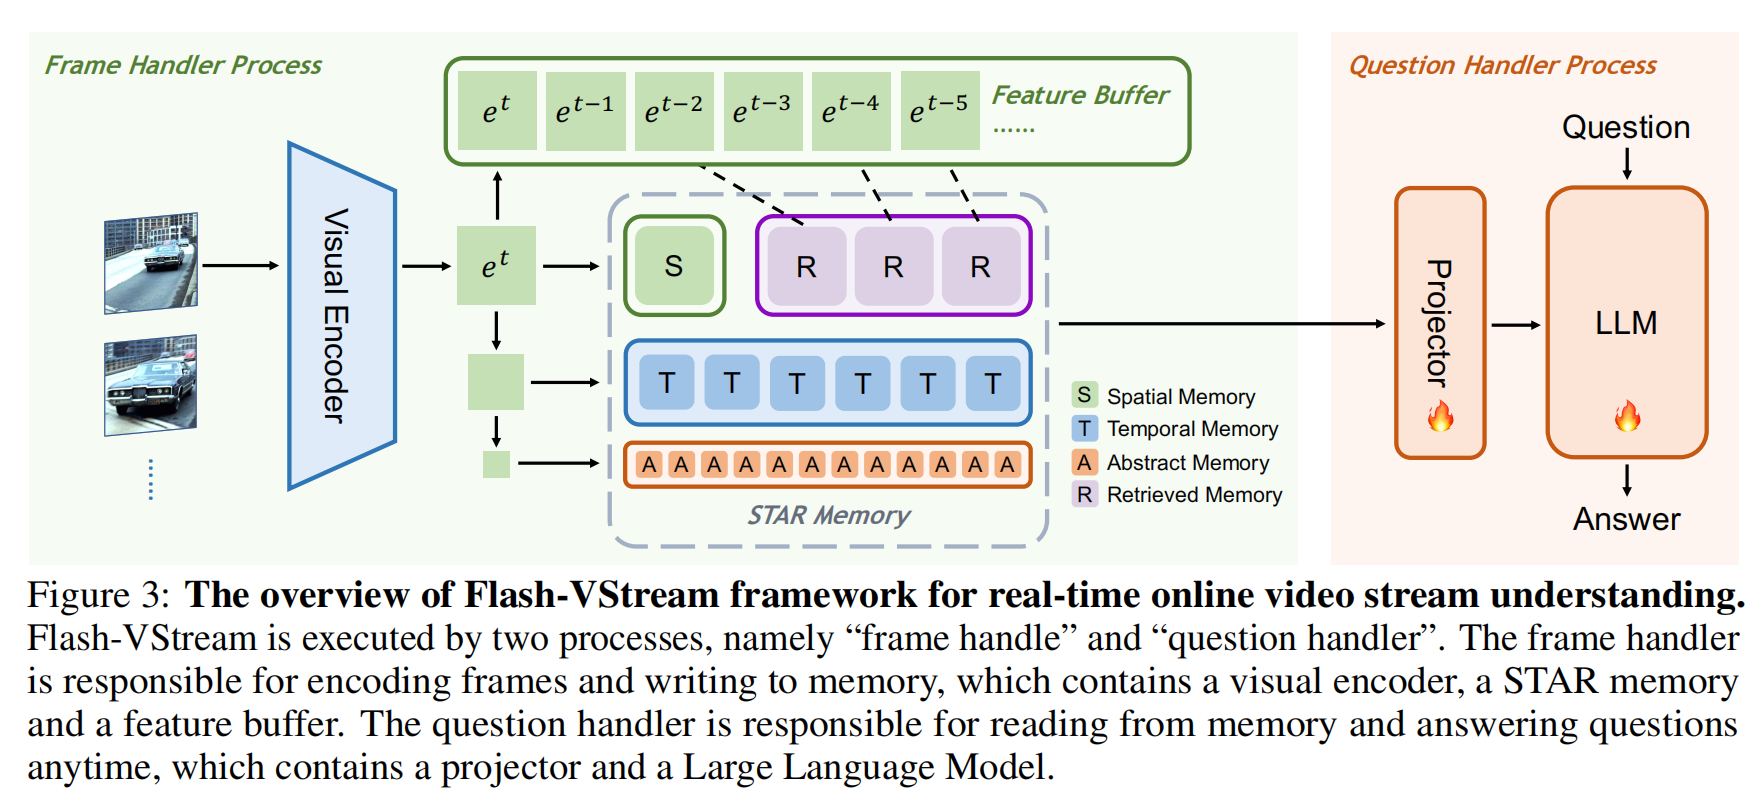 Frame Handler Process
e^t e^{t−1} e^{t−2} e^{t−3} e^{t−4} e^{t−5} Feature Buffer
......
Visual Encoder
e^t
S R R R
T T T T T T
A A A A A A A A A A A A
STAR Memory
S Spatial Memory
T Temporal Memory
A Abstract Memory
R Retrieved Memory
Question Handler Process
Question
Projector
LLM
Answer
Figure 3: The overview of Flash-VStream framework for real-time online video stream understanding.
Flash-VStream is executed by two processes, namely “frame handle” and “question handler”. The frame handler
is responsible for encoding frames and writing to memory, which contains a visual encoder, a STAR memory
and a feature buffer. The question handler is responsible for reading from memory and answering questions
anytime, which contains a projector and a Large Language Model.